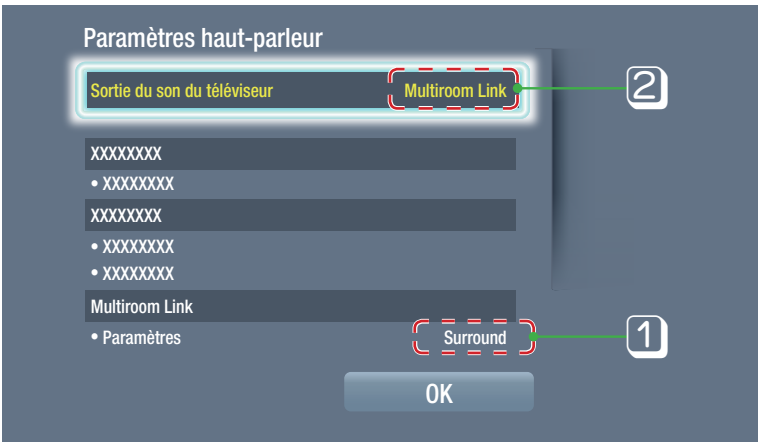 Paramètres haut-parleur
Sortie du son du téléviseur Multiroom Link
2
XXXXXXXX
• XXXXXXXX
XXXXXXXX
• XXXXXXXX
• XXXXXXXX
Multiroom Link
• Paramètres Surround
1
OK